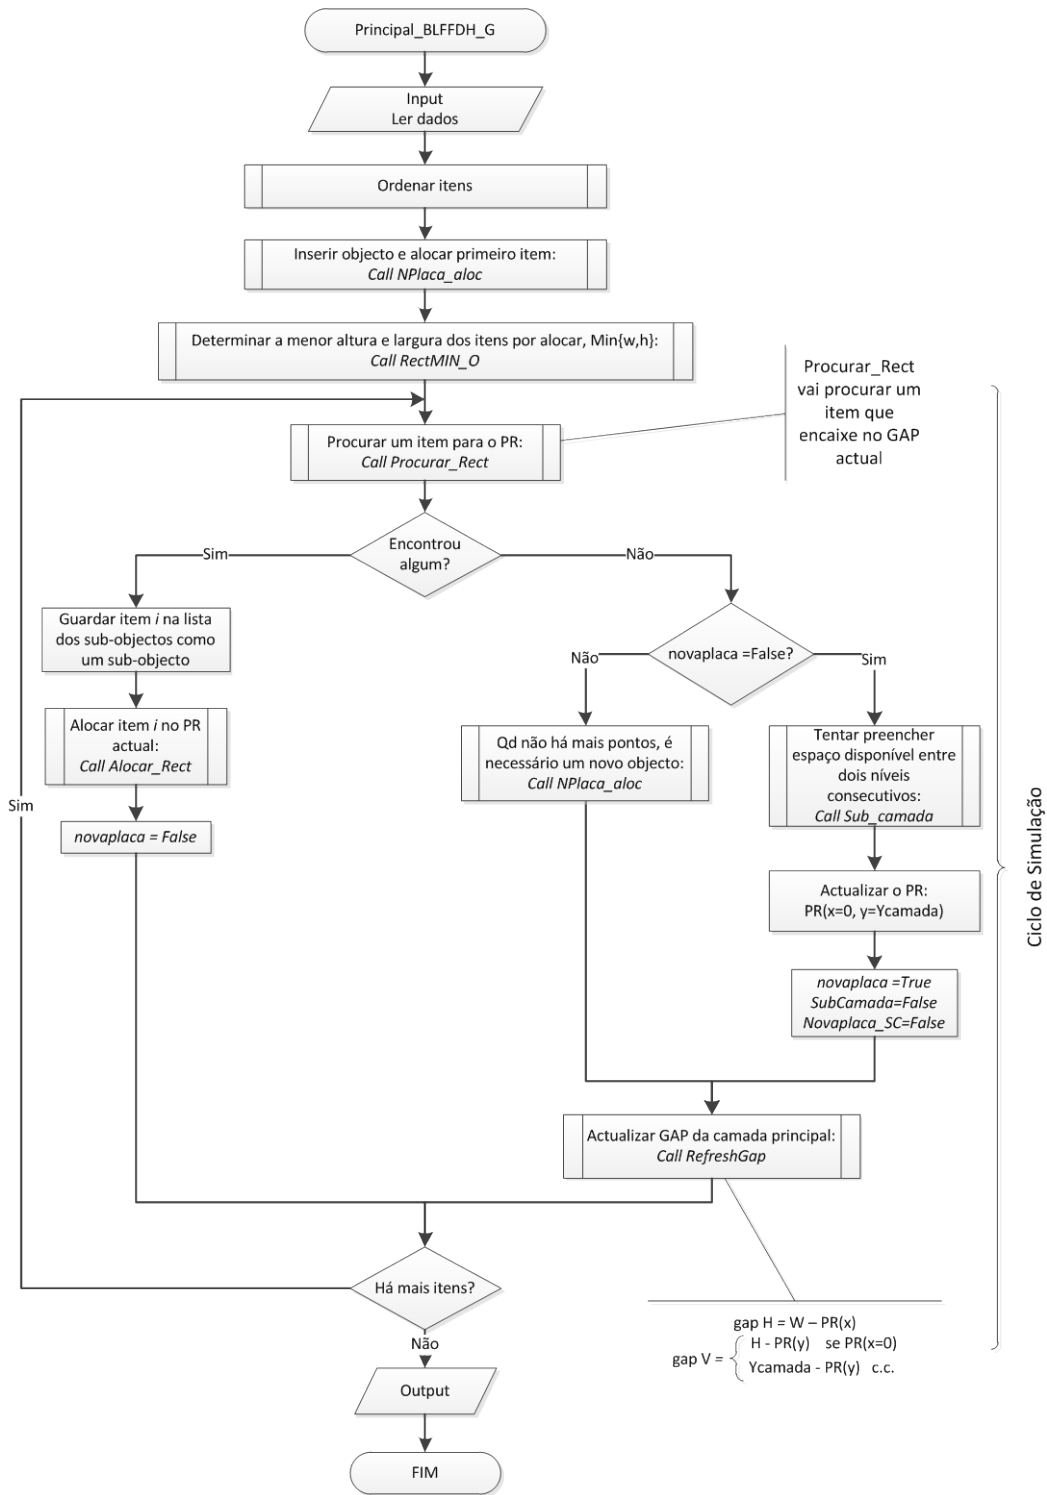 Principal_BLFFDH_G
Input
Ler dados
Ordenar itens
Inserir objecto e alocar primeiro item:
Call NPlaca_aloc
Determinar a menor altura e largura dos itens por alocar, Min{w,h}:
Call RectMIN_O
Procurar_Rect
vai procurar um
item que
encaixe no GAP
actual
Procurar um item para o PR:
Call Procurar_Rect
Encontrou
algum?
Sim
Não
Guardar item i na lista
dos sub-objectos como
um sub-objecto
novaplaca =False?
Não
Sim
Alocar item i no PR
actual:
Call Alocar_Rect
Qd não há mais pontos, é
necessário um novo objecto:
Call NPlaca_aloc
Tentar preencher
espaço disponível entre
dois níveis
consecutivos:
Call Sub_camada
Sim
novaplaca = False
Ciclo de Simulação
Actualizar o PR:
PR(x=0, y=Ycamada)
novaplaca =True
SubCamada=False
Novaplaca_SC=False
Actualizar GAP da camada principal:
Call RefreshGap
Há mais itens?
gap H = W – PR(x)
gap V = { H - PR(y) se PR(x=0)
Ycamada - PR(y) c.c.
Não
Output
FIM